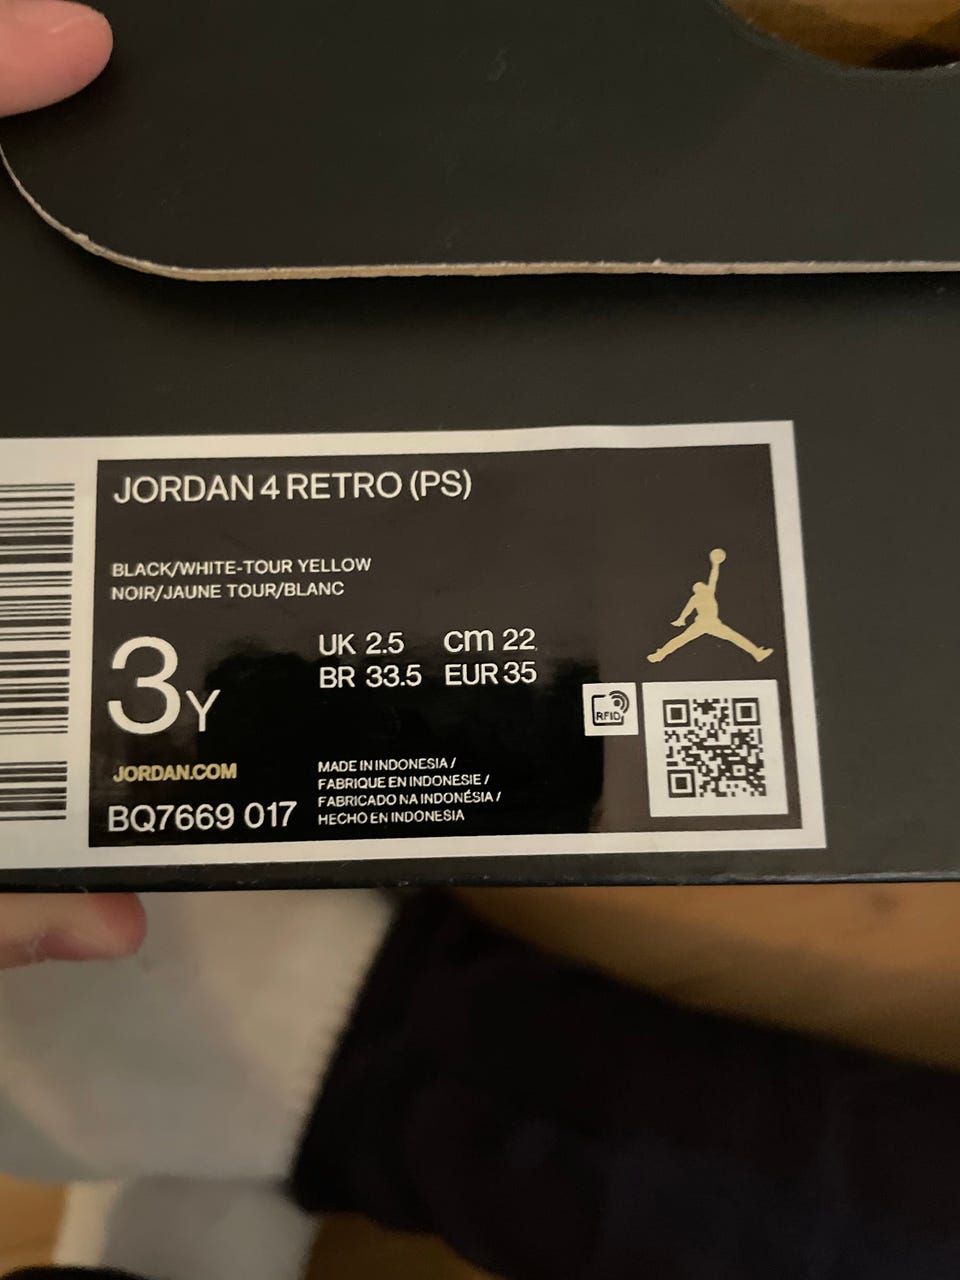 JORDAN 4 RETRO (PS)
BLACK/WHITE-TOUR YELLOW
NOIR/JAUNE TOUR/BLANC
3Y
UK 2.5 cm 22
BR 33.5 EUR 35
RFID
JORDAN.COM
BQ7669 017
MADE IN INDONESIA /
FABRIQUE EN INDONESIE /
FABRICADO NA INDONÉSIA /
HECHO EN INDONESIA